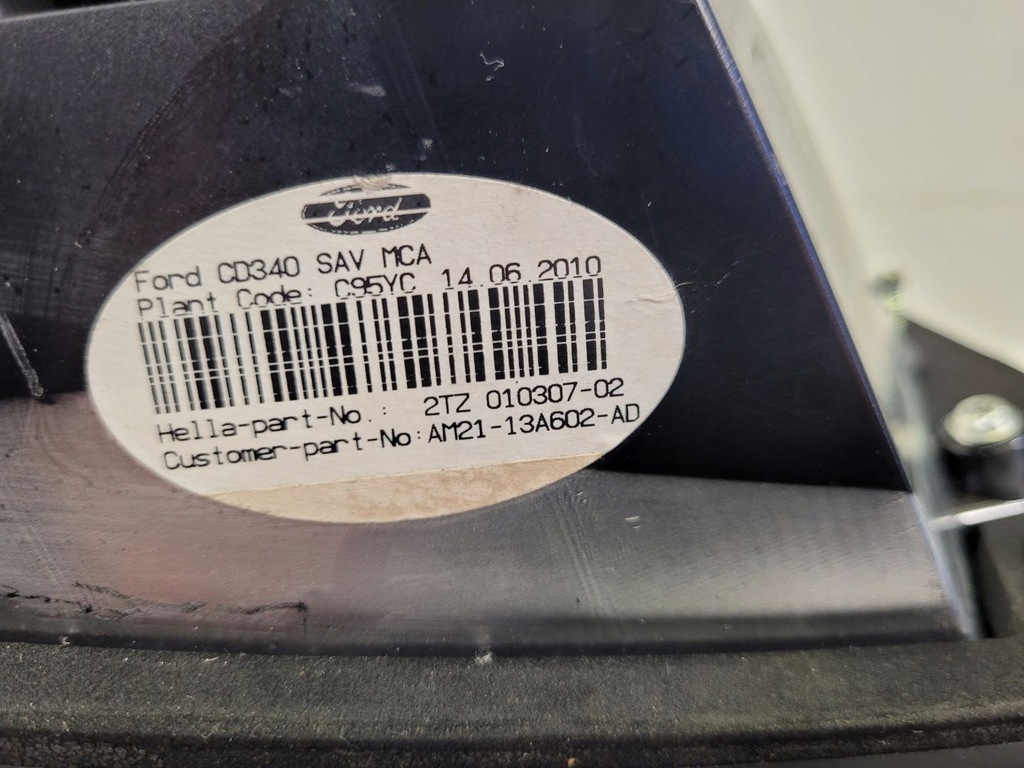 Ford
Ford CD340 SAV MCA
Plant Code: C95YC 14.06.2010
Hella-part-No.: 2TZ 010307-02
Customer-part-No: AM21-13A602-AD